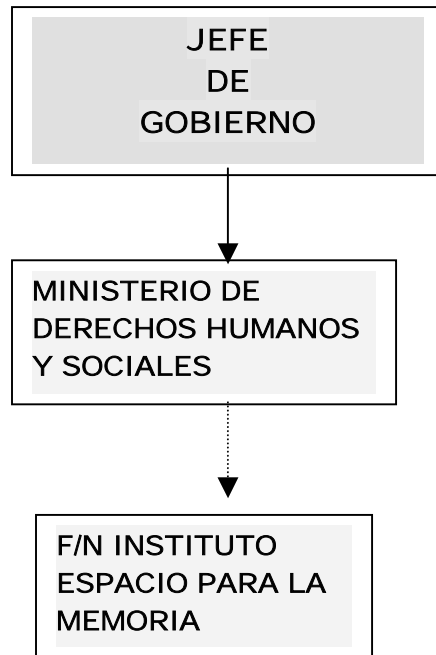 JEFE
DE
GOBIERNO
MINISTERIO DE
DERECHOS HUMANOS
Y SOCIALES
F/N INSTITUTO
ESPACIO PARA LA
MEMORIA